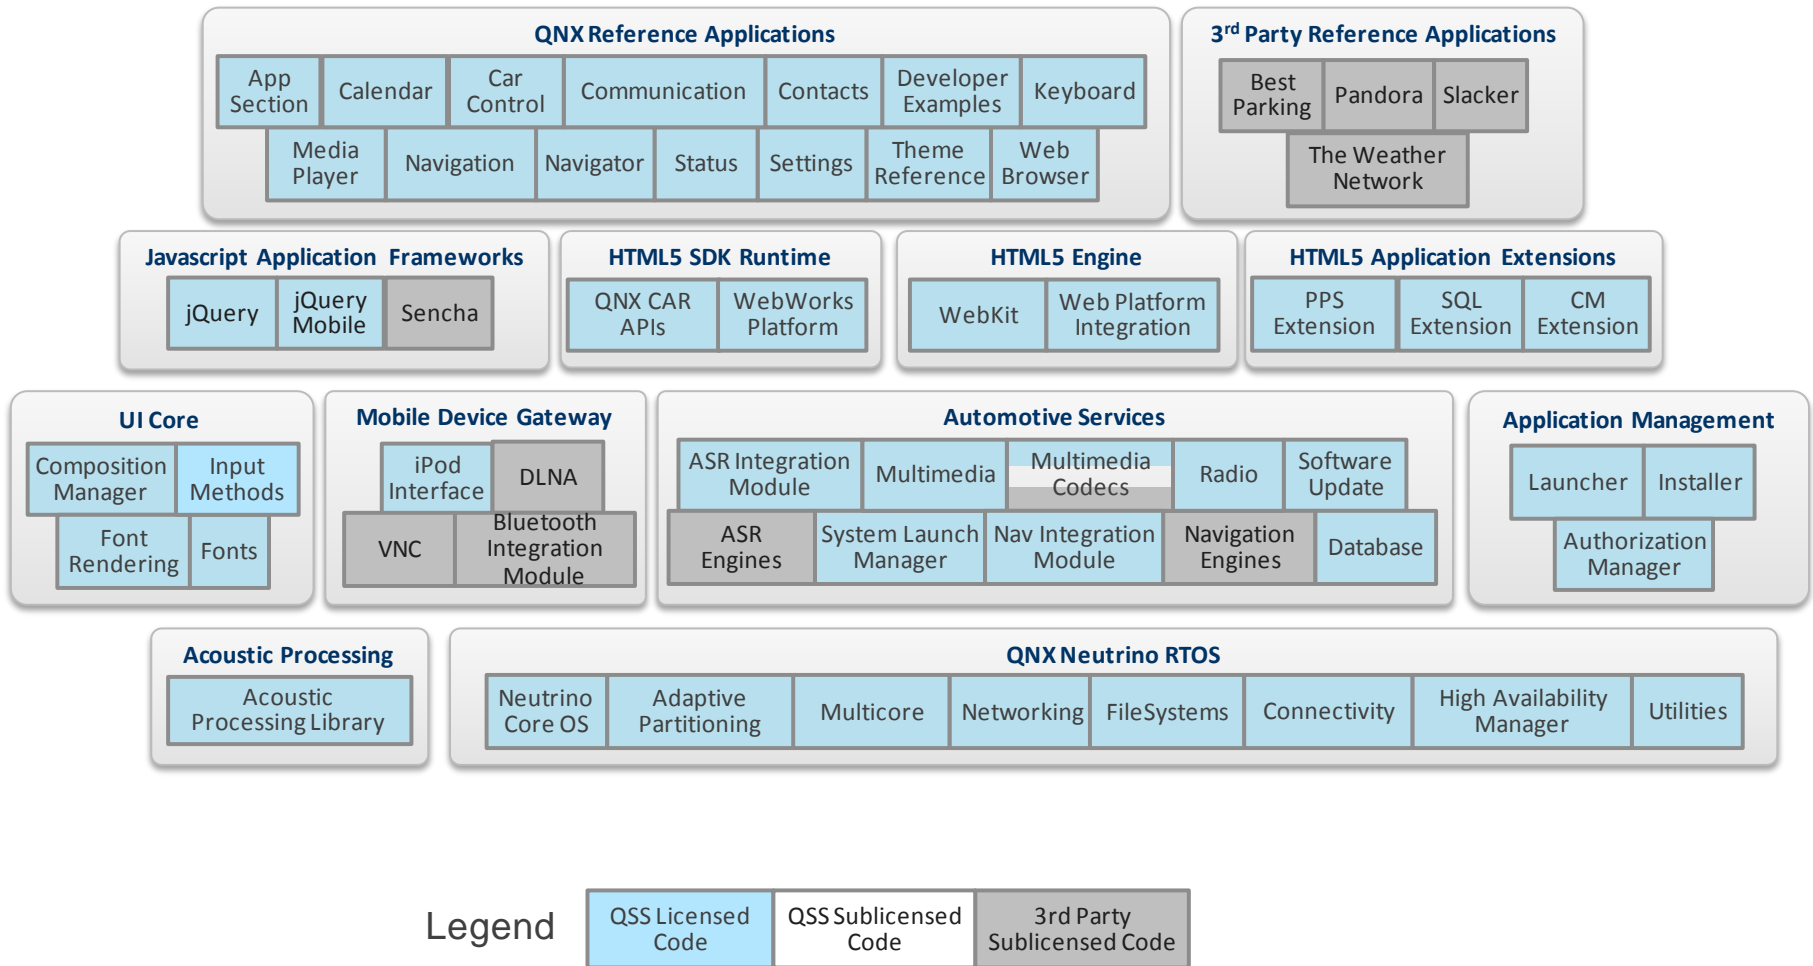 QNX Reference Applications
App
Section
Calendar
Car
Control
Communication
Contacts
Developer
Examples
Keyboard
Media
Player
Navigation
Navigator
Status
Settings
Theme
Reference
Web
Browser
3rd Party Reference Applications
Best
Parking
Pandora
Slacker
The Weather
Network
Javascript Application Frameworks
jQuery
jQuery
Mobile
Sencha
HTML5 SDK Runtime
QNX CAR
APIs
WebWorks
Platform
HTML5 Engine
WebKit
Web Platform
Integration
HTML5 Application Extensions
PPS
Extension
SQL
Extension
CM
Extension
UI Core
Composition
Manager
Input
Methods
Font
Rendering
Fonts
Mobile Device Gateway
iPod
Interface
DLNA
VNC
Bluetooth
Integration
Module
Automotive Services
ASR Integration
Module
Multimedia
Multimedia
Codecs
Radio
Software
Update
ASR
Engines
System Launch
Manager
Nav Integration
Module
Navigation
Engines
Database
Application Management
Launcher
Installer
Authorization
Manager
Acoustic Processing
Acoustic
Processing Library
QNX Neutrino RTOS
Neutrino
Core OS
Adaptive
Partitioning
Multicore
Networking
FileSystems
Connectivity
High Availability
Manager
Utilities
Legend
QSS Licensed
Code
QSS Sublicensed
Code
3rd Party
Sublicensed Code